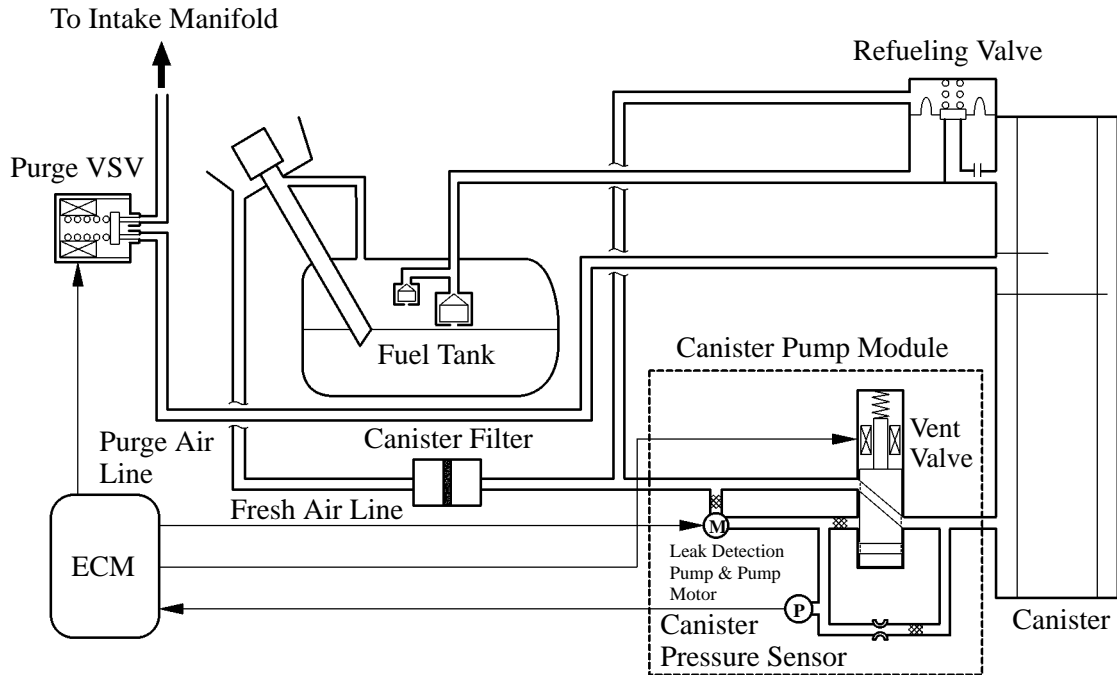 To Intake Manifold
Refueling Valve
Purge VSV
Fuel Tank
Canister Pump Module
Purge Air
Line
Canister Filter
Vent
Valve
Fresh Air Line
M
ECM
Leak Detection
Pump & Pump
Motor
P
Canister
Pressure Sensor
Canister